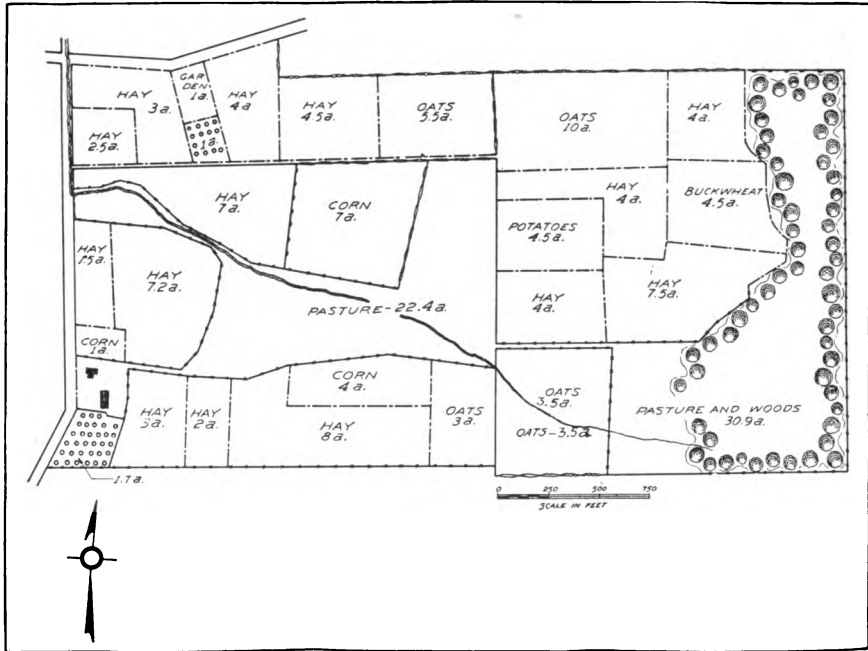 GAR
DEN
1a.
HAY
3a.
HAY
4a
HAY
4.5a.
OATS
5.5a.
OATS
10a.
HAY
4a.
HAY
2.5a.
1a.
HAY
7a.
CORN
7a.
HAY
4a.
BUCKWHEAT
4.5a.
POTATOES
4.5a.
HAY
1.5a
HAY
7.2a.
HAY
7.5a.
HAY
4a.
PASTURE-22.4a.
CORN
1a.
CORN
4a.
HAY
3a.
HAY
2a.
HAY
8a.
OATS
3a.
OATS
3.5a.
OATS-3.5a
PASTURE AND WOODS
30.9a.
1.7a.
0 250 500 750
SCALE IN FEET